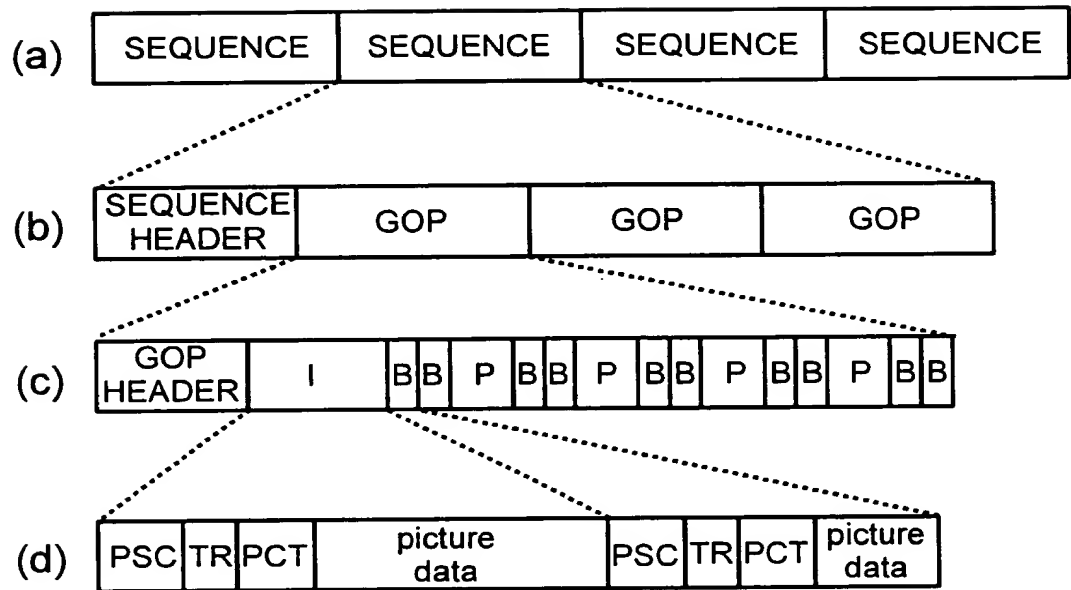 (a) SEQUENCE SEQUENCE SEQUENCE SEQUENCE
(b) SEQUENCE HEADER GOP GOP GOP
(c) GOP HEADER I B B P B B P B B P B B P B B
(d) PSC TR PCT picture data PSC TR PCT picture data